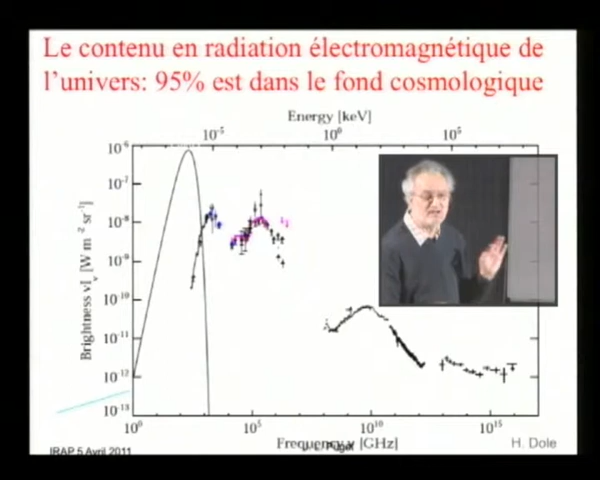 Le contenu en radiation électromagnétique de
l'univers: 95% est dans le fond cosmologique
Energy [keV]
10^-5 10^0 10^5
10^-6
10^-7
10^-8
10^-9
10^-10
10^-11
10^-12
10^-13
Brightness νI_ν [W m^-2 sr^-1]
10^0 10^5 10^10 10^15
Frequency ν [GHz]
IRAP 5 Avril 2011
H. Dole